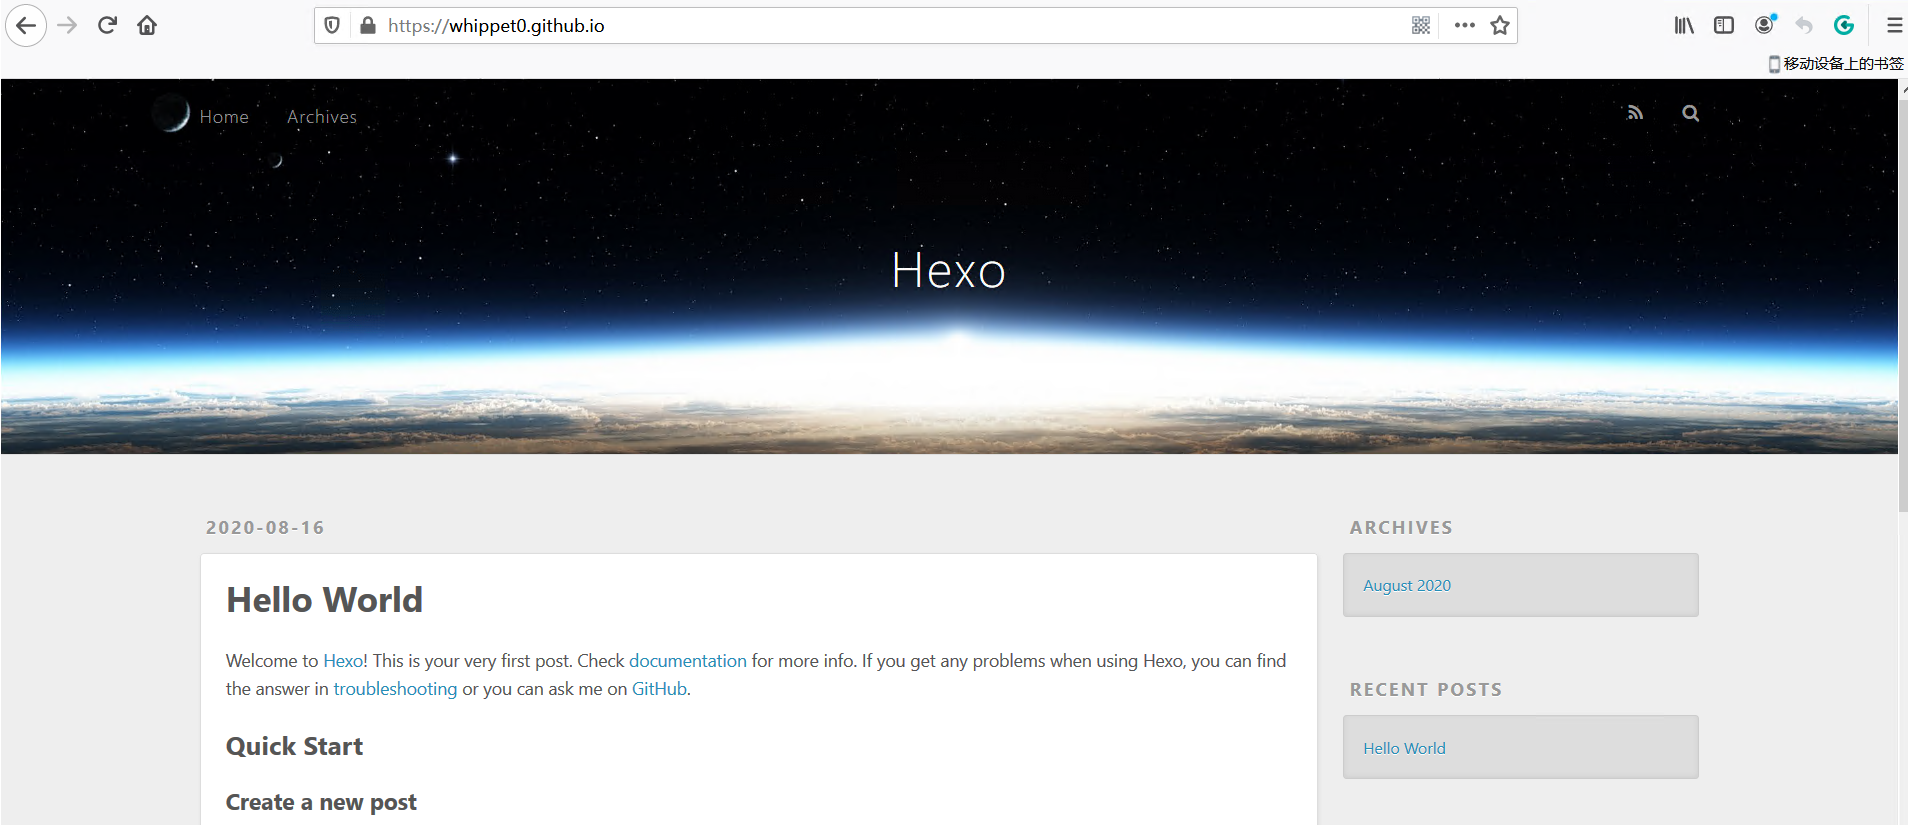 https://whippet0.github.io
移动设备上的书签
Home
Archives
Hexo
2020-08-16
Hello World
Welcome to Hexo! This is your very first post. Check documentation for more info. If you get any problems when using Hexo, you can find
the answer in troubleshooting or you can ask me on GitHub.
Quick Start
Create a new post
ARCHIVES
August 2020
RECENT POSTS
Hello World